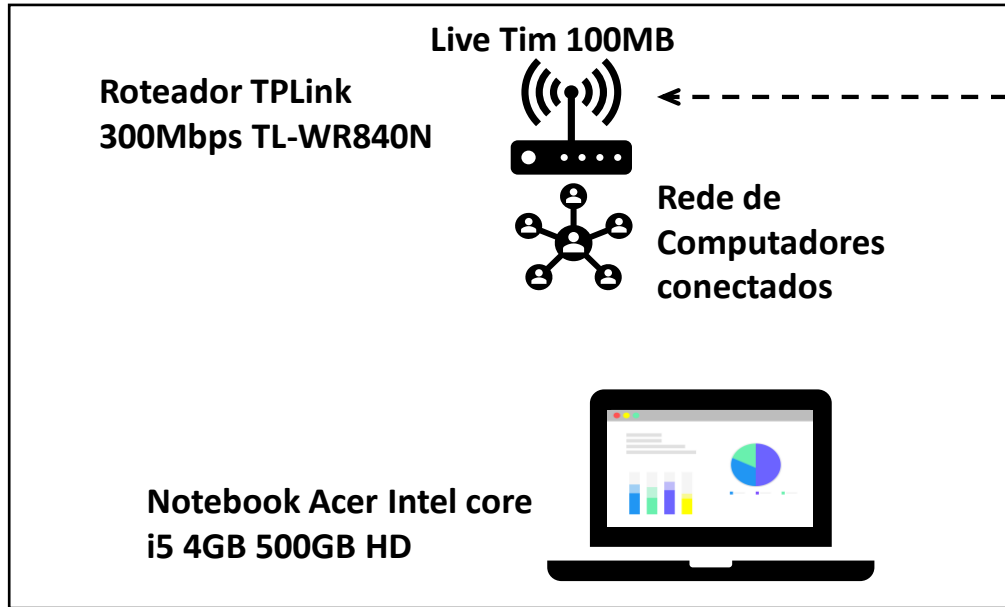 Live Tim 100MB
Roteador TPLink
300Mbps TL-WR840N
Rede de
Computadores
conectados
Notebook Acer Intel core
i5 4GB 500GB HD